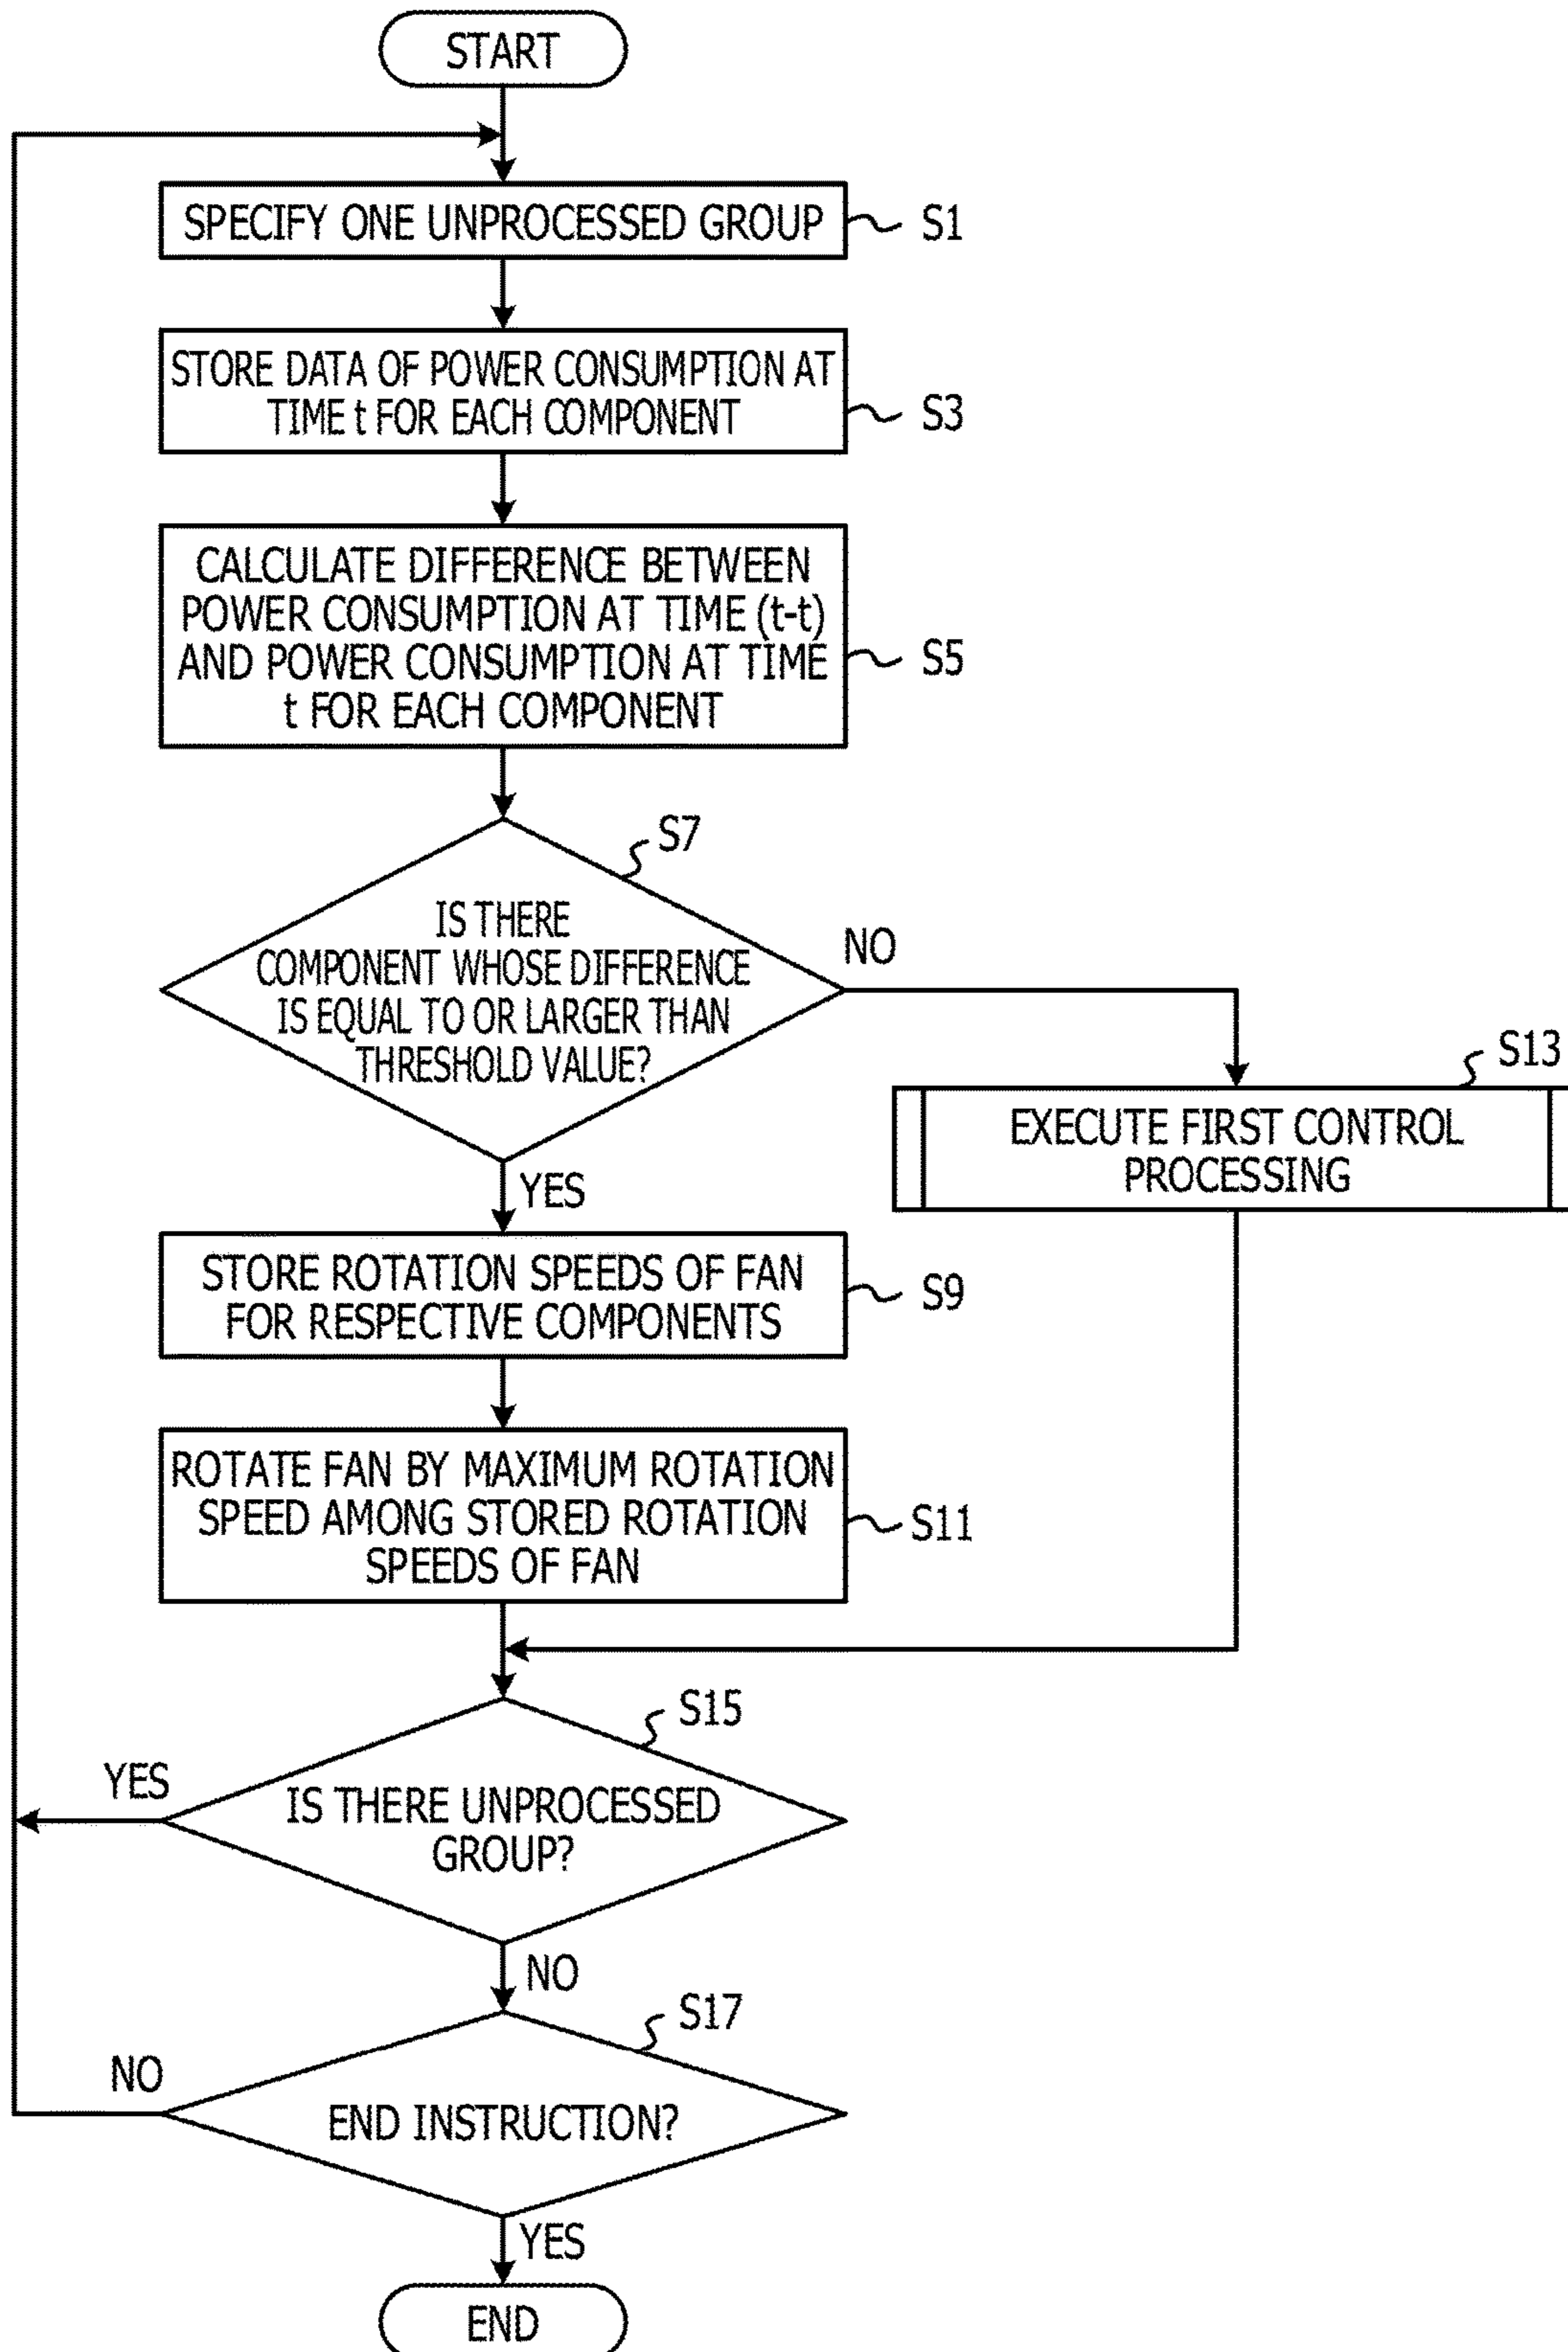 START
SPECIFY ONE UNPROCESSED GROUP
S1
STORE DATA OF POWER CONSUMPTION AT
TIME t FOR EACH COMPONENT
S3
CALCULATE DIFFERENCE BETWEEN
POWER CONSUMPTION AT TIME (t-t)
AND POWER CONSUMPTION AT TIME
t FOR EACH COMPONENT
S5
S7
IS THERE
COMPONENT WHOSE DIFFERENCE
IS EQUAL TO OR LARGER THAN
THRESHOLD VALUE?
NO
YES
S13
EXECUTE FIRST CONTROL
PROCESSING
STORE ROTATION SPEEDS OF FAN
FOR RESPECTIVE COMPONENTS
S9
ROTATE FAN BY MAXIMUM ROTATION
SPEED AMONG STORED ROTATION
SPEEDS OF FAN
S11
S15
YES
IS THERE UNPROCESSED
GROUP?
NO
S17
NO
END INSTRUCTION?
YES
END